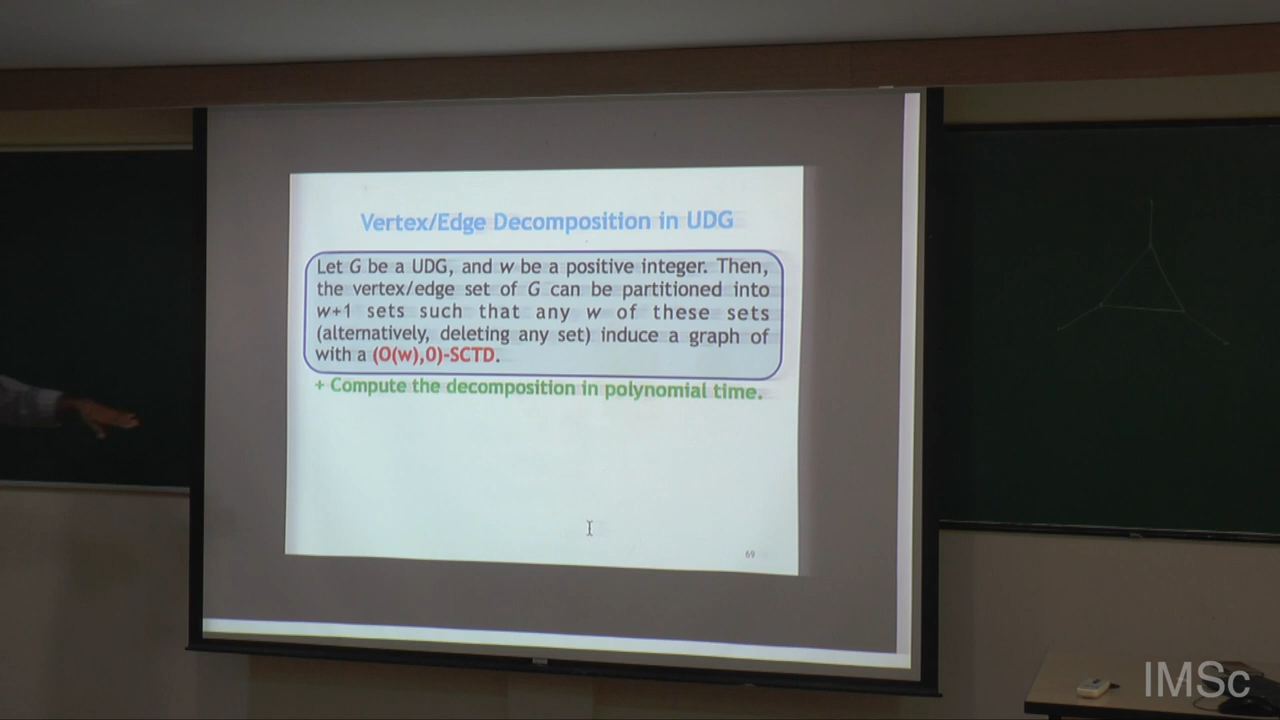 Vertex/Edge Decomposition in UDG
Let G be a UDG, and w be a positive integer. Then,
the vertex/edge set of G can be partitioned into
w+1 sets such that any w of these sets
(alternatively, deleting any set) induce a graph of
with a (O(w),0)-SCTD.
+ Compute the decomposition in polynomial time.
69
IMSc